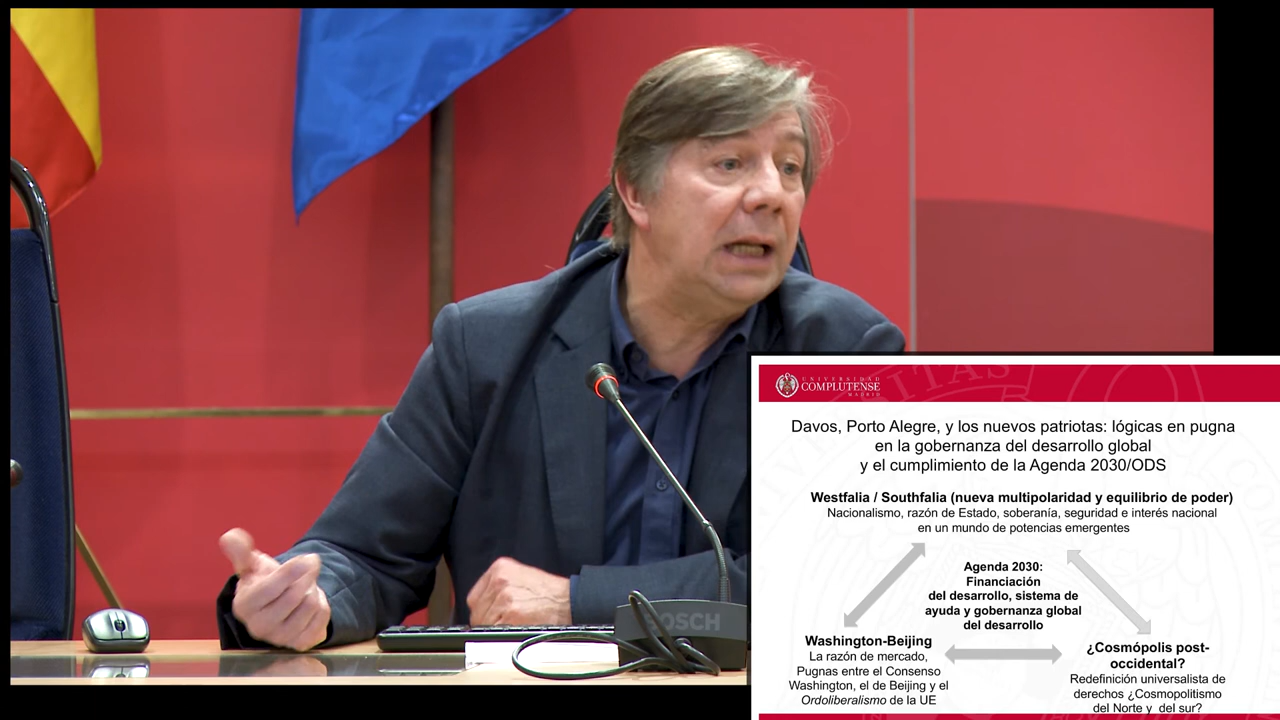 BOSCH
UNIVERSIDAD
COMPLUTENSE
MADRID
Davos, Porto Alegre, y los nuevos patriotas: lógicas en pugna
en la gobernanza del desarrollo global
y el cumplimiento de la Agenda 2030/ODS
Westfalia / Southfalia (nueva multipolaridad y equilibrio de poder)
Nacionalismo, razón de Estado, soberanía, seguridad e interés nacional
en un mundo de potencias emergentes
Agenda 2030:
Financiación
del desarrollo, sistema de
ayuda y gobernanza global
del desarrollo
Washington-Beijing
La razón de mercado,
Pugnas entre el Consenso
Washington, el de Beijing y el
Ordoliberalismo de la UE
¿Cosmópolis post-
occidental?
Redefinición universalista de
derechos ¿Cosmopolitismo
del Norte y del sur?